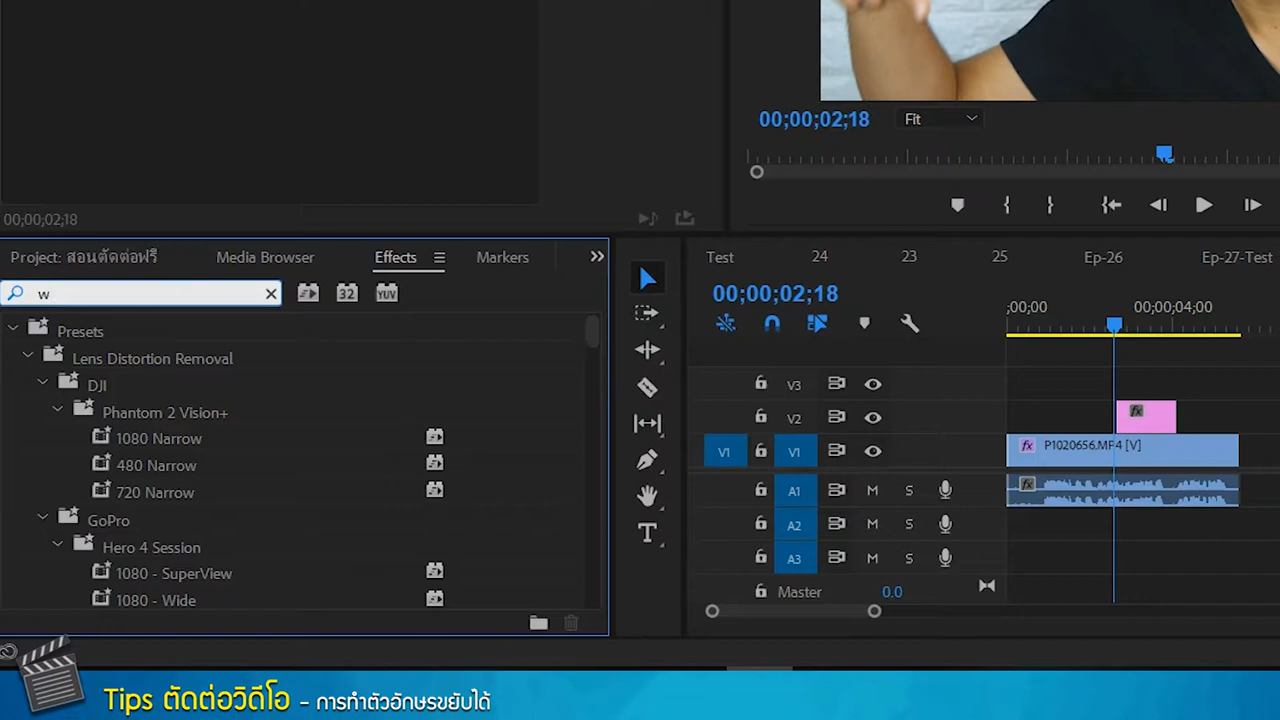 00;00;02;18
Fit
00;00;02;18
Project: สอนตัดต่อฟรี
Media Browser
Effects
Markers
w
32
YUV
Presets
Lens Distortion Removal
DJI
Phantom 2 Vision+
1080 Narrow
480 Narrow
720 Narrow
GoPro
Hero 4 Session
1080 - SuperView
1080 - Wide
T
Test
24
23
25
Ep-26
Ep-27-Test
00;00;02;18
;00;00
00;00;04;00
V3
V2
fx
V1
V1
fx P1020656.MP4 [V]
A1
M
S
fx
A2
M
S
A3
M
S
Master
0.0
Tips ตัดต่อวิดีโอ - การทำตัวอักษรขยับได้